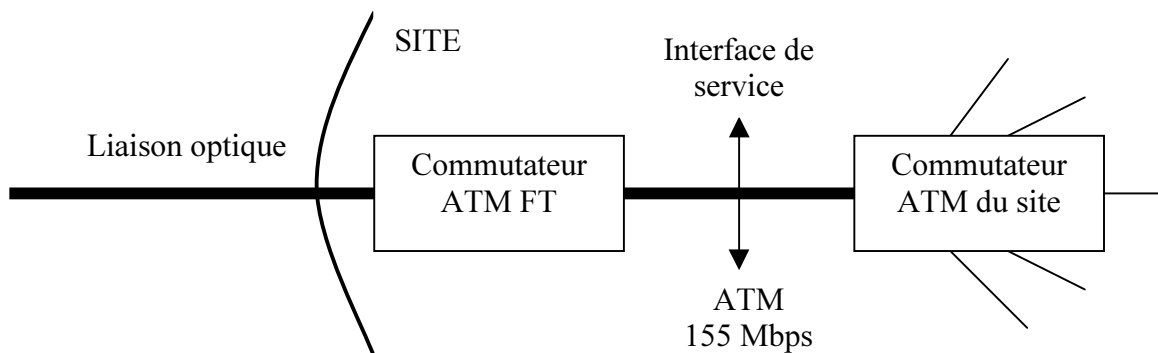 SITE
Interface de
service
Liaison optique
Commutateur
ATM FT
Commutateur
ATM du site
ATM
155 Mbps